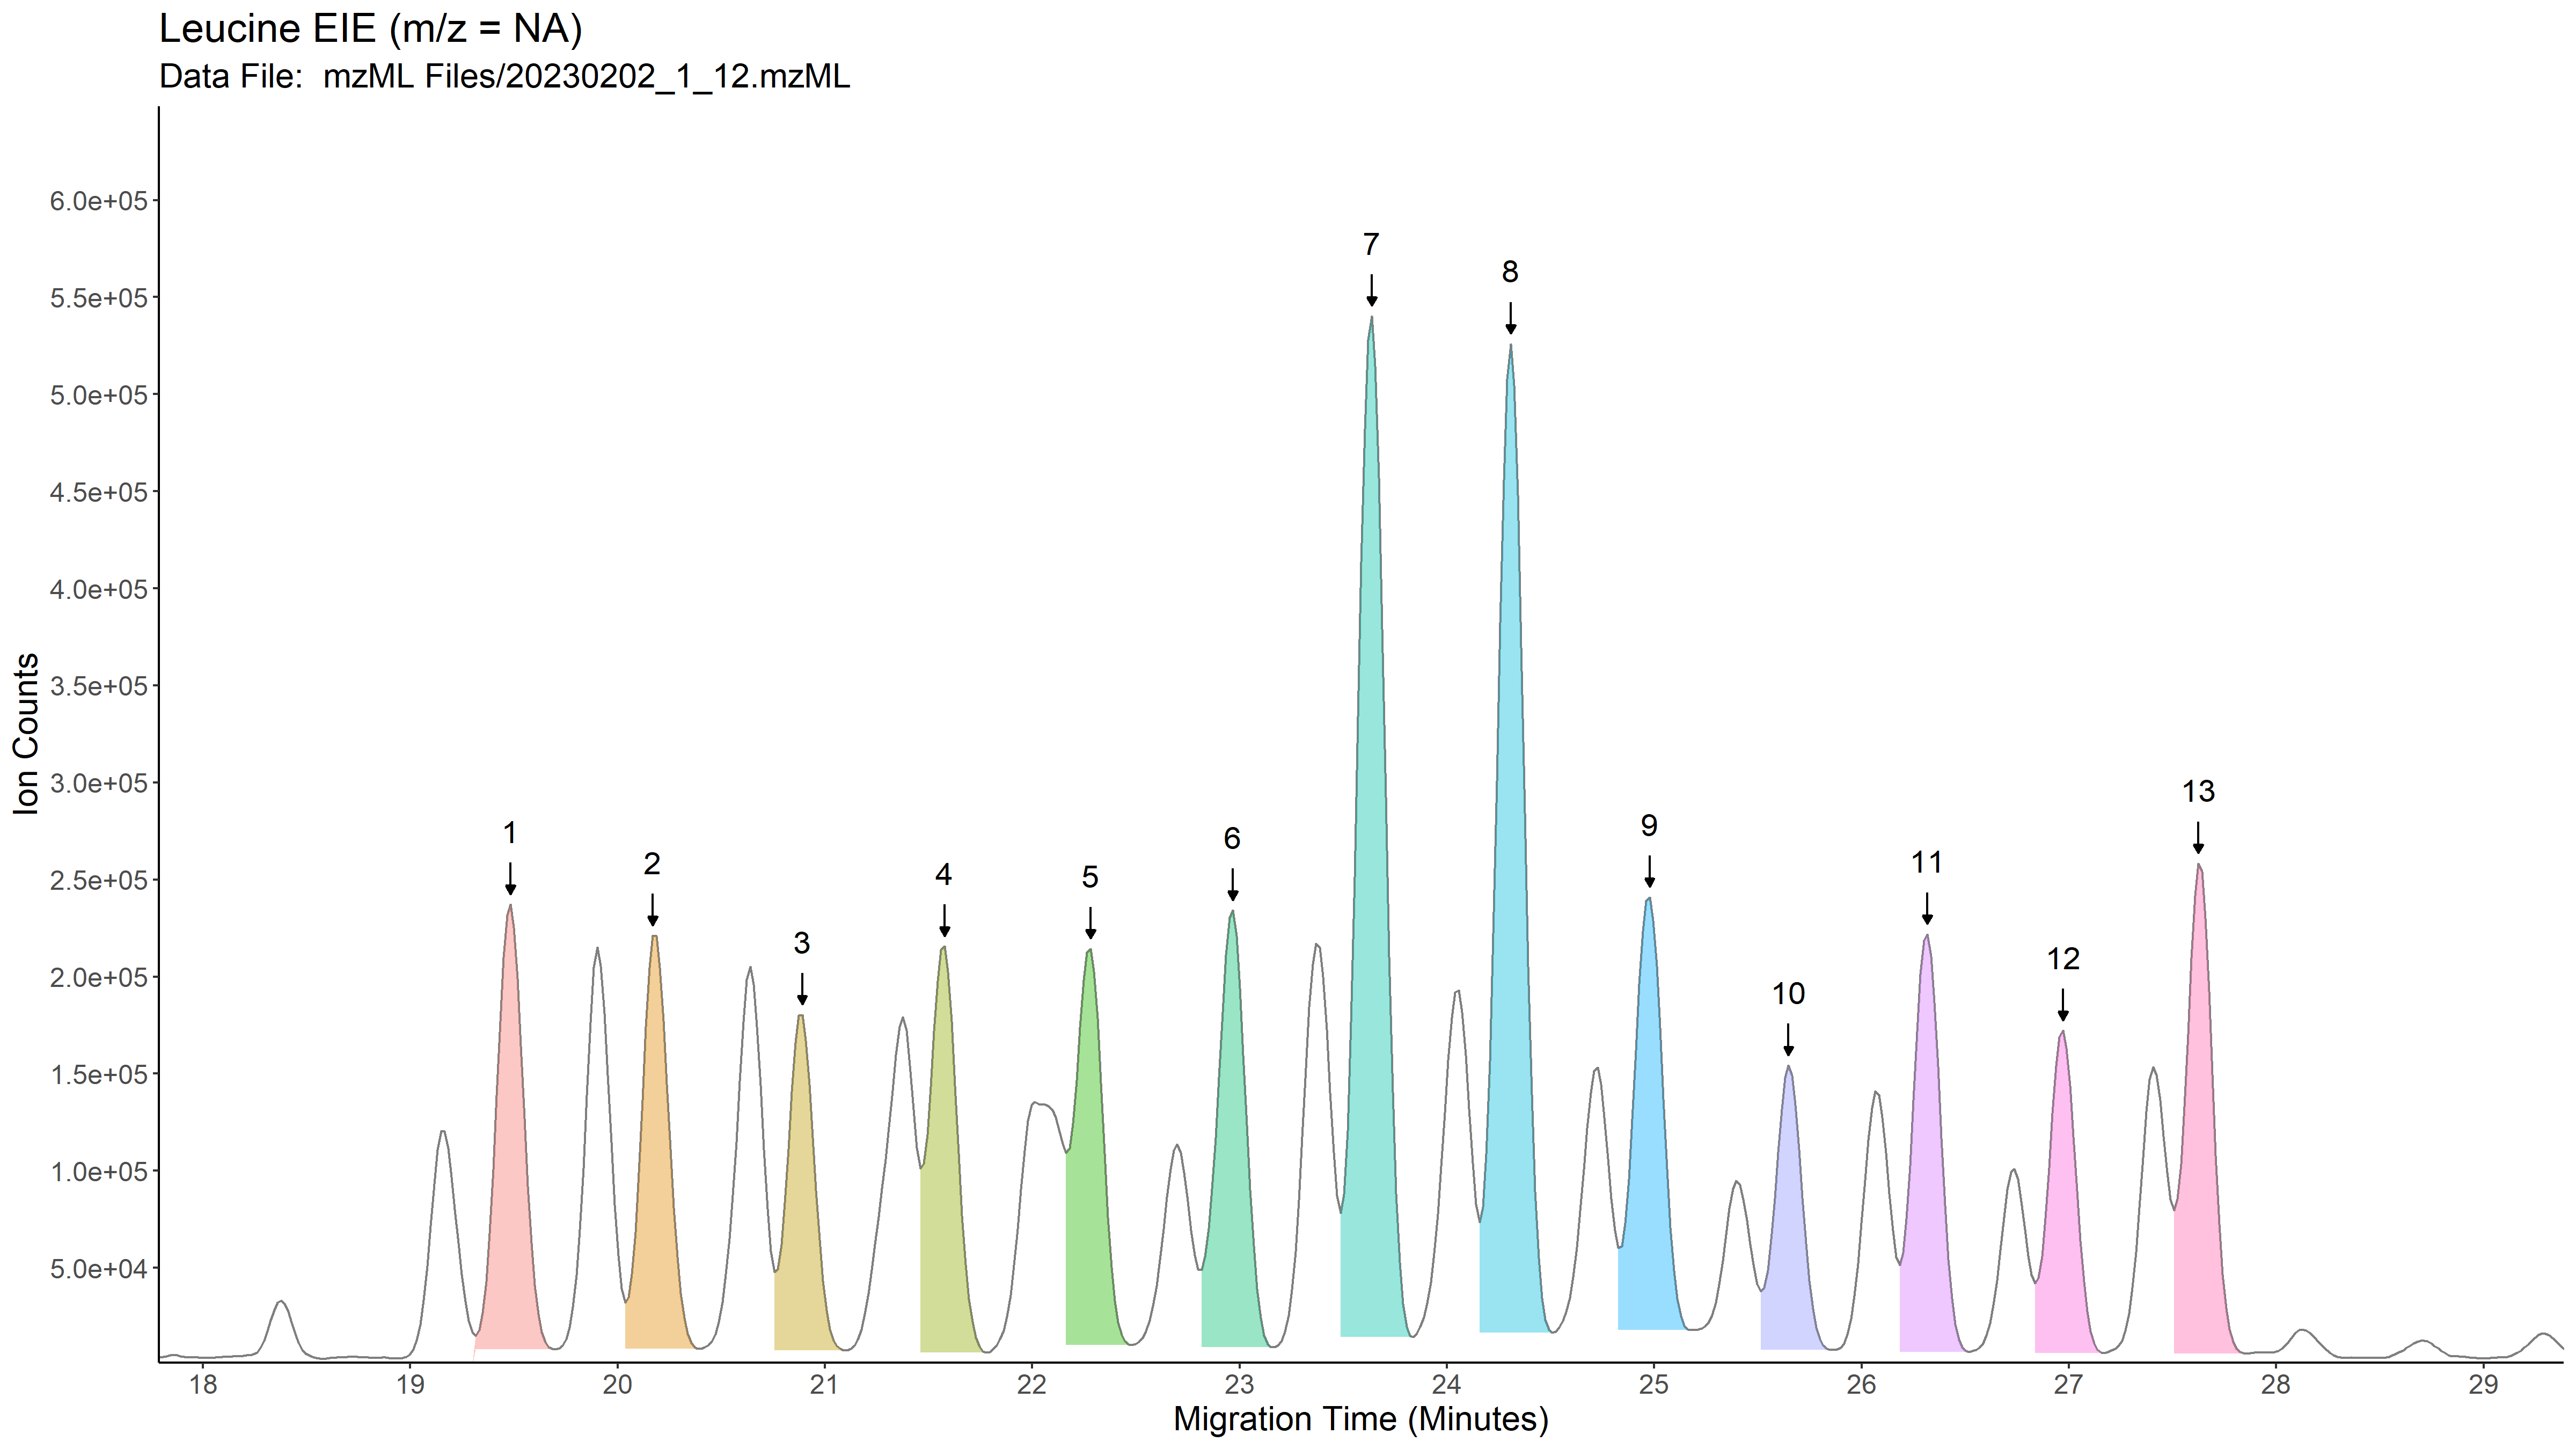 Leucine EIE (m/z = NA)
Data File:  mzML Files/20230202_1_12.mzML
6.0e+05
5.5e+05
5.0e+05
4.5e+05
4.0e+05
3.5e+05
3.0e+05
2.5e+05
2.0e+05
1.5e+05
1.0e+05
5.0e+04
Ion Counts
1
2
3
4
5
6
7
8
9
10
11
12
13
18 19 20 21 22 23 24 25 26 27 28 29
Migration Time (Minutes)